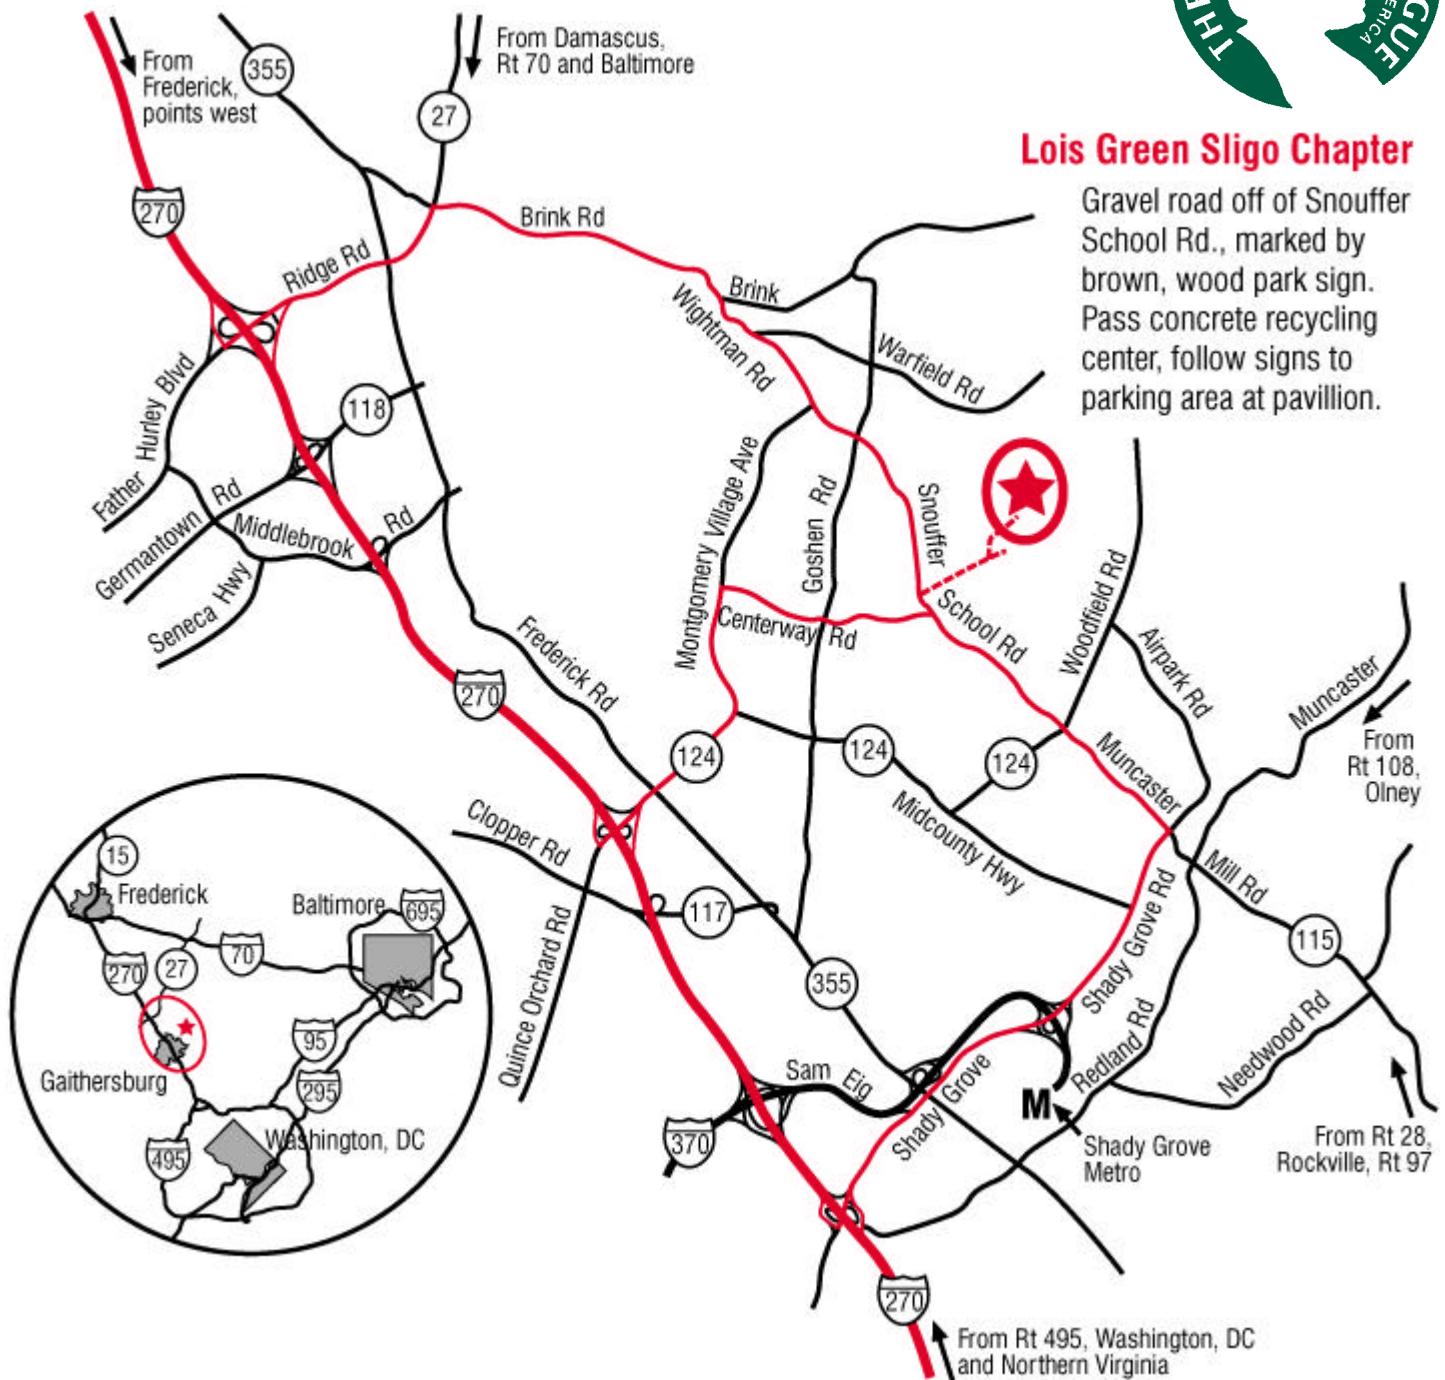 THE
GUE
ERICA
From
Frederick,
points west
355
From Damascus,
Rt 70 and Baltimore
27
Lois Green Sligo Chapter
Gravel road off of Snouffer
School Rd., marked by
brown, wood park sign.
Pass concrete recycling
center, follow signs to
parking area at pavillion.
270
Brink Rd
Ridge Rd
Brink
Wightman Rd
Warfield Rd
Father Hurley Blvd
118
Germantown Rd
Middlebrook Rd
Seneca Hwy
Montgomery Village Ave
Goshen Rd
Snouffer
School Rd
Centerway Rd
Woodfield Rd
Airpark Rd
Frederick Rd
270
Muncaster
From
Rt 108,
Olney
124
124
124
Muncaster
Midcounty Hwy
Clopper Rd
117
Quince Orchard Rd
Mill Rd
115
Shady Grove Rd
355
Redland Rd
Needwood Rd
Sam Eig
Shady Grove
370
M
Shady Grove
Metro
From Rt 28,
Rockville, Rt 97
270
From Rt 495, Washington, DC
and Northern Virginia
15
Frederick
Baltimore
695
70
270
27
95
Gaithersburg
295
Washington, DC
495